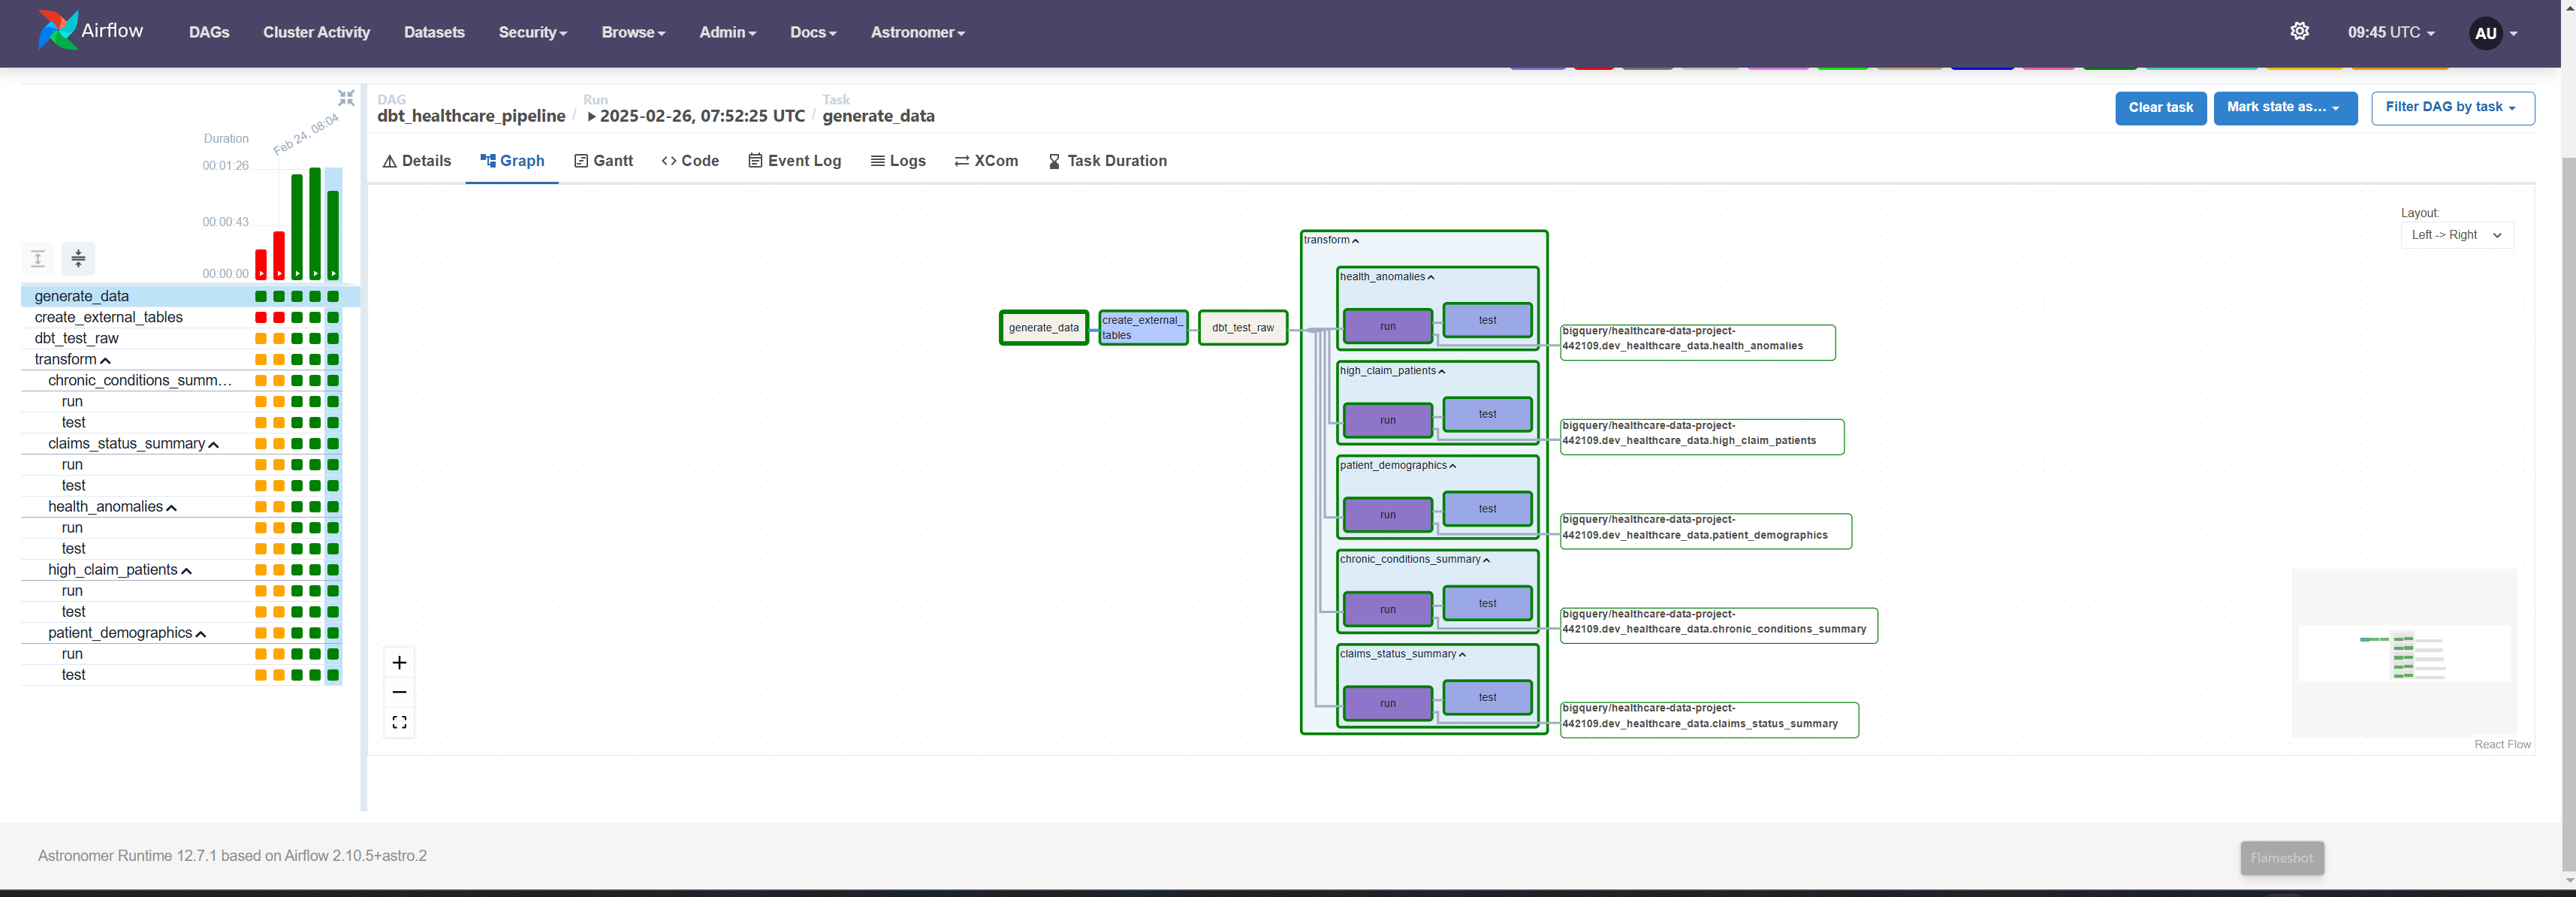 Airflow
DAGs Cluster Activity Datasets Security Browse Admin Docs Astronomer 09:45 UTC AU
DAG Run Task
dbt_healthcare_pipeline / 2025-02-26, 07:52:25 UTC / generate_data
Clear task Mark state as... Filter DAG by task
Details Graph Gantt Code Event Log Logs XCom Task Duration
Feb 24, 08:04
Duration
00:01:26
00:00:43
00:00:00
generate_data
create_external_tables
dbt_test_raw
transform
chronic_conditions_summ…
run
test
claims_status_summary
run
test
health_anomalies
run
test
high_claim_patients
run
test
patient_demographics
run
test
Layout:
Left -> Right
generate_data
create_external_
tables
dbt_test_raw
transform
health_anomalies
run
test
bigquery/healthcare-data-project-
442109.dev_healthcare_data.health_anomalies
high_claim_patients
run
test
bigquery/healthcare-data-project-
442109.dev_healthcare_data.high_claim_patients
patient_demographics
run
test
bigquery/healthcare-data-project-
442109.dev_healthcare_data.patient_demographics
chronic_conditions_summary
run
test
bigquery/healthcare-data-project-
442109.dev_healthcare_data.chronic_conditions_summary
claims_status_summary
run
test
bigquery/healthcare-data-project-
442109.dev_healthcare_data.claims_status_summary
React Flow
Astronomer Runtime 12.7.1 based on Airflow 2.10.5+astro.2
Flameshot